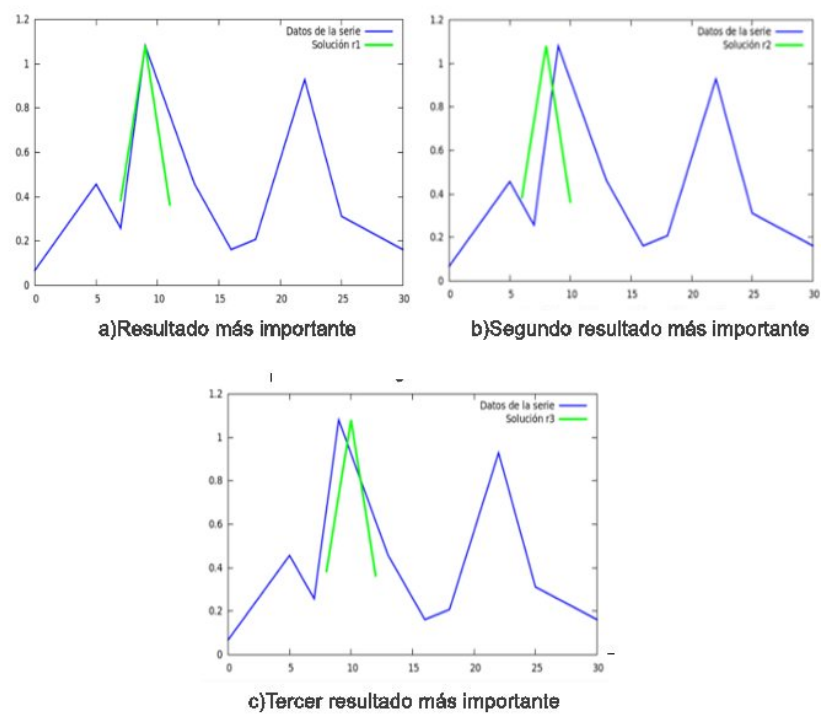 1.2
1
0.8
0.6
0.4
0.2
0
0 5 10 15 20 25 30
Datos de la serie
Solución r1
a)Resultado más importante
1.2
1
0.8
0.6
0.4
0.2
0
0 5 10 15 20 25 30
Datos de la serie
Solución r2
b)Segundo resultado más importante
1.2
1
0.8
0.6
0.4
0.2
0
0 5 10 15 20 25 30
Datos de la serie
Solución r3
c)Tercer resultado más importante